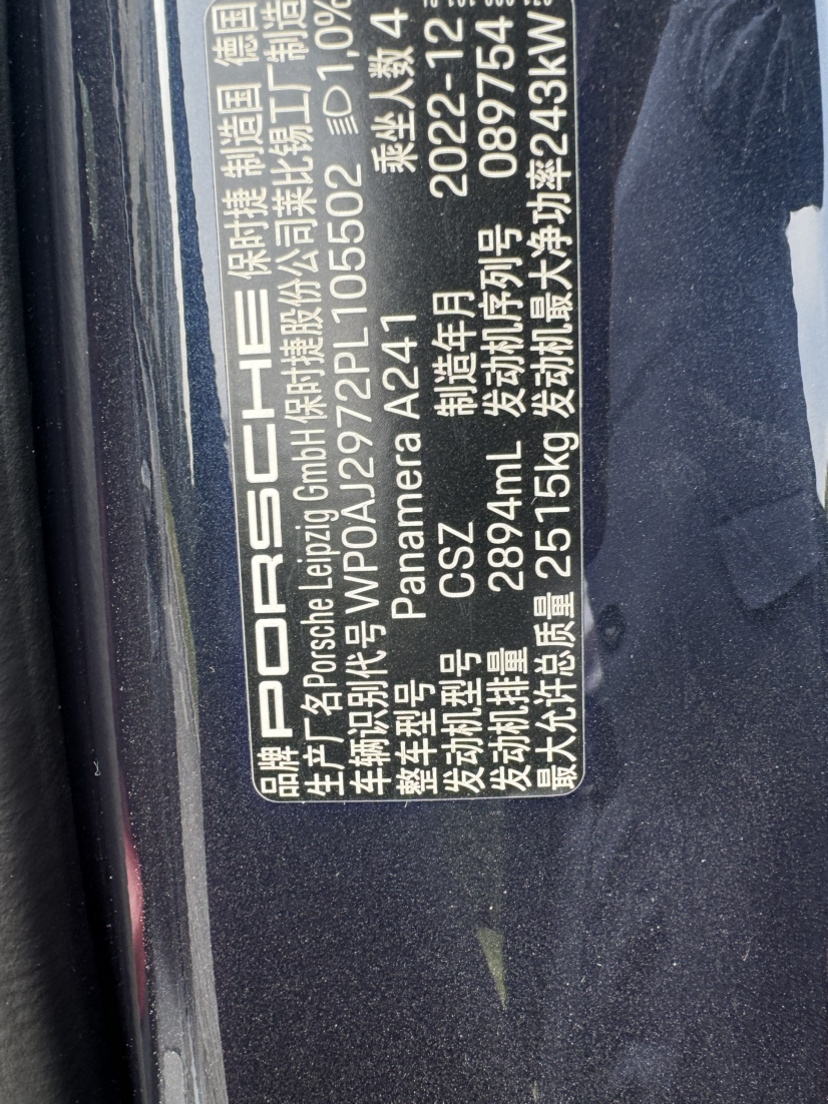 品牌 PORSCHE 保时捷 制造国 德国
生产厂名 Porsche Leipzig GmbH 保时捷股份公司莱比锡工厂制造
车辆识别代号 WP0AJ2972PL105502 1,0%
整车型号 Panamera A241 乘坐人数 4
发动机型号 CSZ 制造年月 2022-12
发动机排量 2894mL 发动机序列号 089754
最大允许总质量 2515kg 发动机最大净功率 243kW